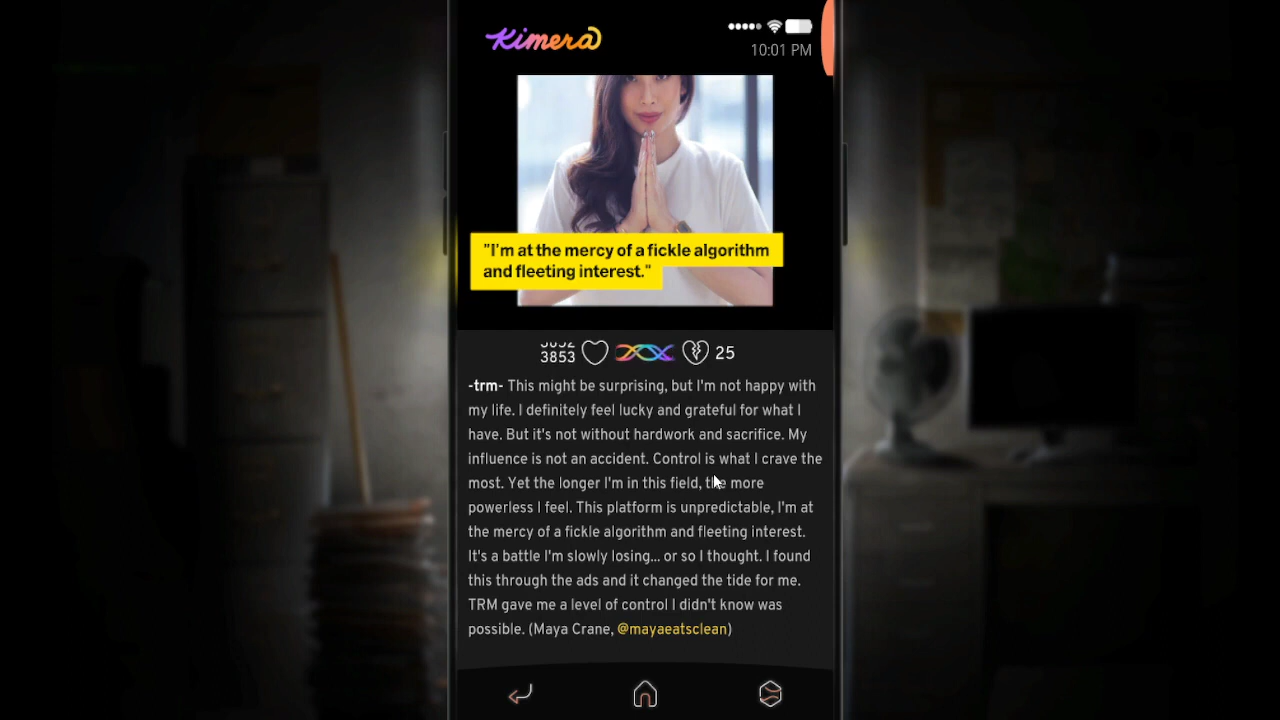 Kimera
10:01 PM
"I'm at the mercy of a fickle algorithm
and fleeting interest."
3853
25
-trm- This might be surprising, but I'm not happy with
my life. I definitely feel lucky and grateful for what I
have. But it's not without hardwork and sacrifice. My
influence is not an accident. Control is what I crave the
most. Yet the longer I'm in this field, the more
powerless I feel. This platform is unpredictable, I'm at
the mercy of a fickle algorithm and fleeting interest.
It's a battle I'm slowly losing... or so I thought. I found
this through the ads and it changed the tide for me.
TRM gave me a level of control I didn't know was
possible. (Maya Crane, @mayaeatsclean)